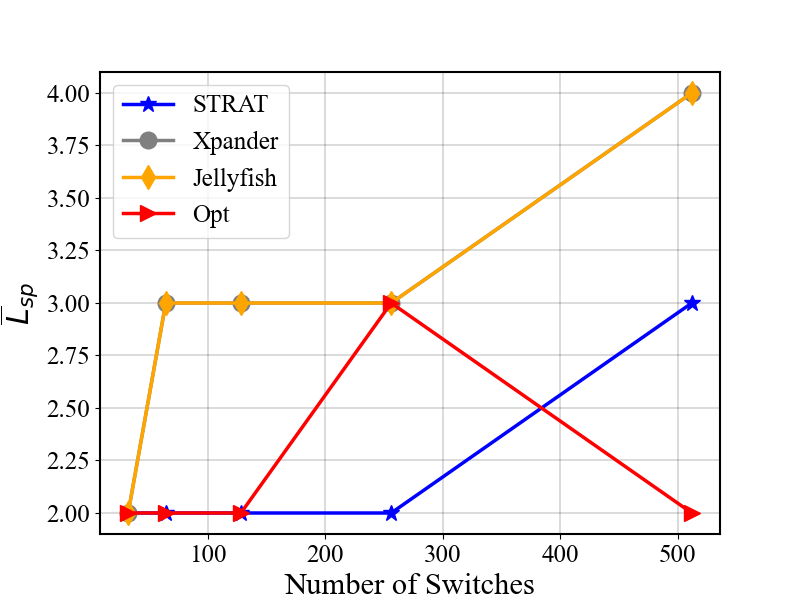 4.00
3.75
3.50
3.25
3.00
2.75
2.50
2.25
2.00
L̅sp
STRAT
Xpander
Jellyfish
Opt
100 200 300 400 500
Number of Switches